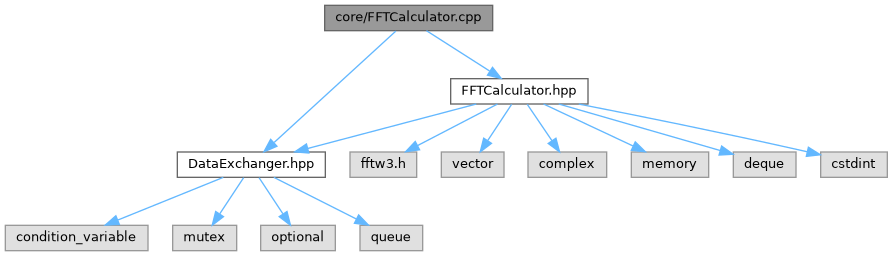 core/FFTCalculator.cpp
FFTCalculator.hpp
DataExchanger.hpp
fftw3.h
vector
complex
memory
deque
cstdint
condition_variable
mutex
optional
queue